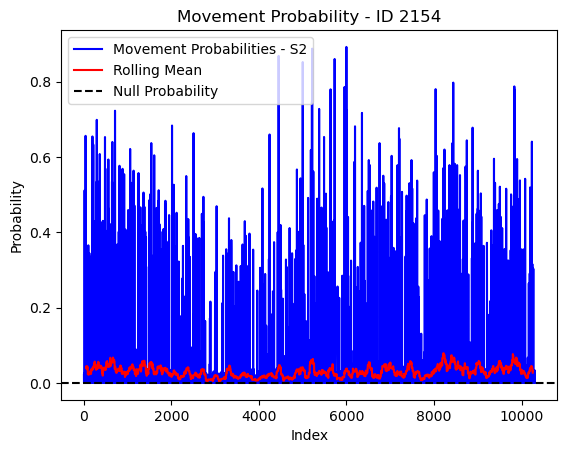 Movement Probability - ID 2154
Movement Probabilities - S2
Rolling Mean
Null Probability
Probability
0.8
0.6
0.4
0.2
0.0
0 2000 4000 6000 8000 10000
Index